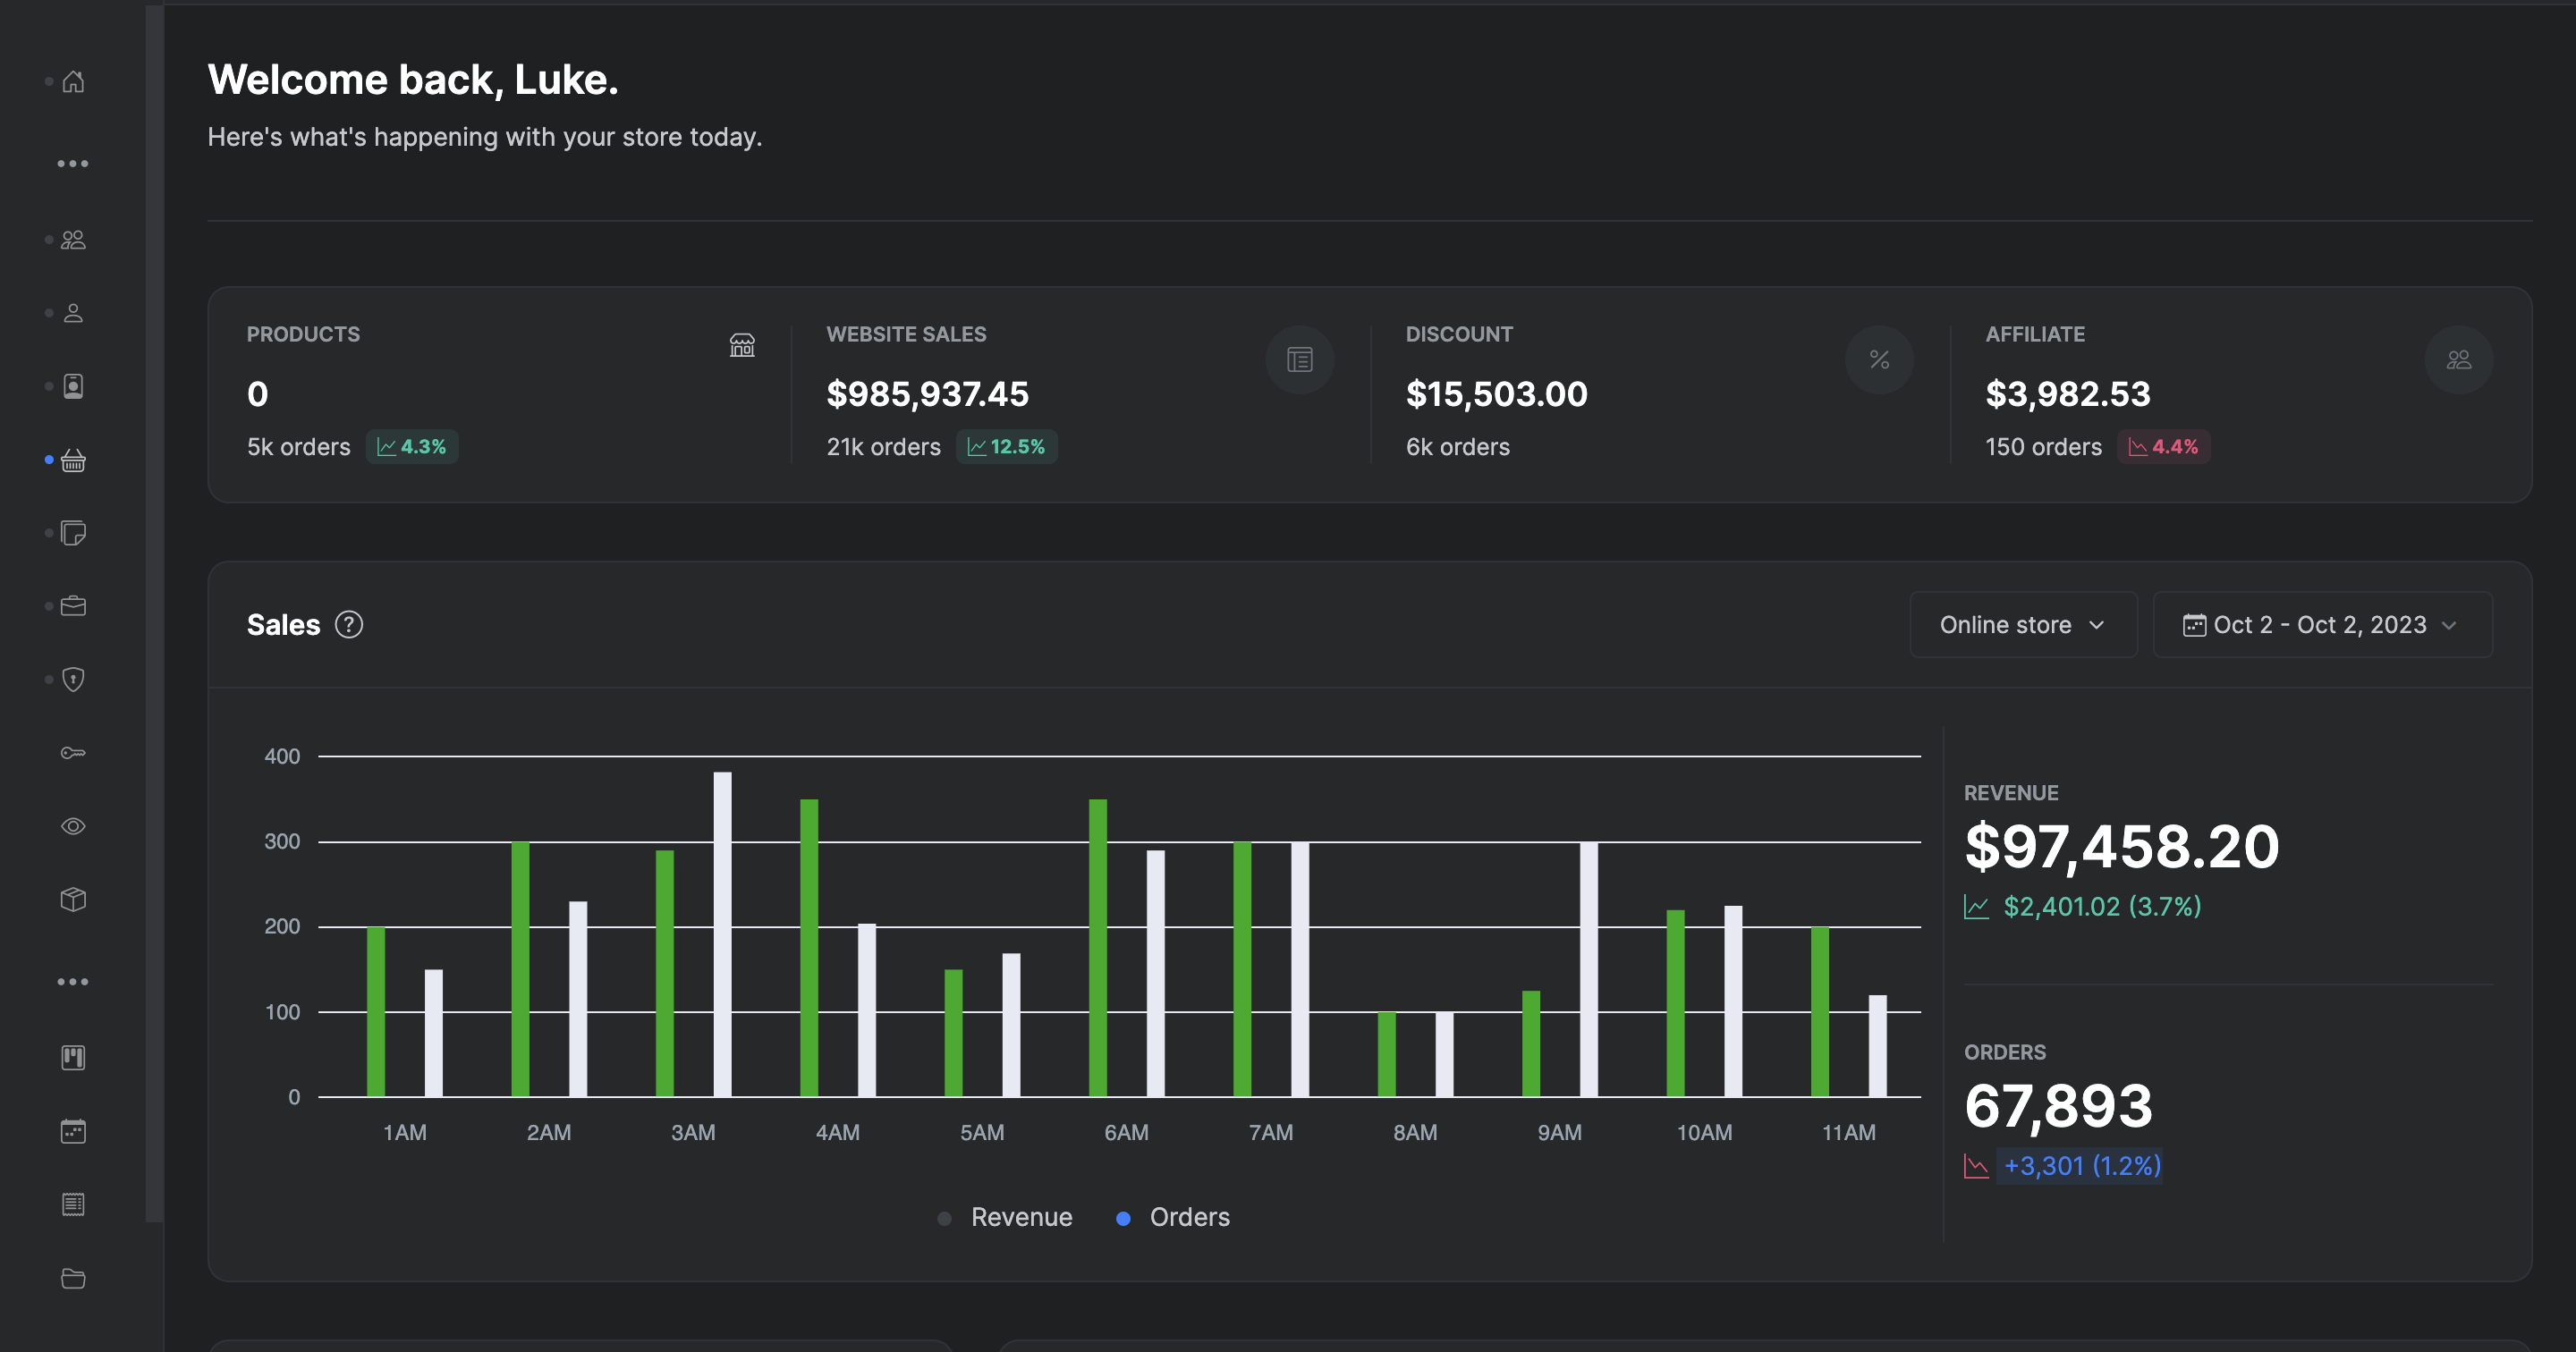 Welcome back, Luke.
Here's what's happening with your store today.
PRODUCTS
0
5k orders 4.3%
WEBSITE SALES
$985,937.45
21k orders 12.5%
DISCOUNT
$15,503.00
6k orders
AFFILIATE
$3,982.53
150 orders 4.4%
Sales ?
Online store
Oct 2 - Oct 2, 2023
400
300
200
100
0
1AM 2AM 3AM 4AM 5AM 6AM 7AM 8AM 9AM 10AM 11AM
Revenue Orders
REVENUE
$97,458.20
$2,401.02 (3.7%)
ORDERS
67,893
+3,301 (1.2%)